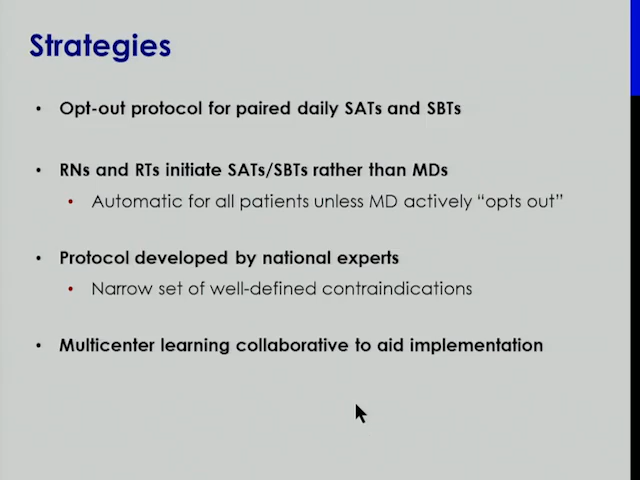 Strategies
• Opt-out protocol for paired daily SATs and SBTs
• RNs and RTs initiate SATs/SBTs rather than MDs
• Automatic for all patients unless MD actively “opts out”
• Protocol developed by national experts
• Narrow set of well-defined contraindications
• Multicenter learning collaborative to aid implementation